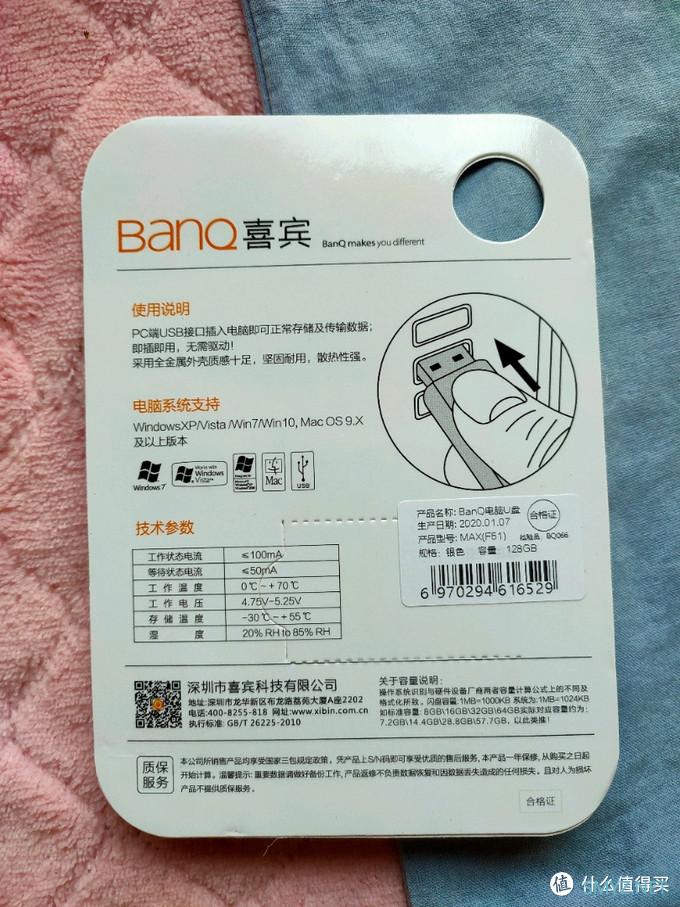 BanQ喜宾 BanQ makes you different
使用说明
PC端USB接口插入电脑即可正常存储及传输数据;
即插即用，无需驱动!
采用全金属外壳质感十足，坚固耐用，散热性强。
电脑系统支持
WindowsXP/Vista /Win7/Win10, Mac OS 9.X
及以上版本
Windows 7
Works with
Windows
Vista
Mac
USB
技术参数
工作状态电流 ≤100mA
等待状态电流 ≤50mA
工作温度 0℃~+70℃
工作电压 4.75V-5.25V
存储温度 -30℃~+55℃
湿度 20% RH to 85% RH
产品名称: BanQ电脑U盘
生产日期: 2020.01.07
合格证
产品型号: MAX(F51) 检验员: BQ066
规格: 银色 容量: 128GB
6 970294 616529
深圳市喜宾科技有限公司
地址:深圳市龙华新区布龙路荔苑大厦A座2202
电话:400-8255-818 网址:www.xibin.com.cn
执行标准: GB/T 26225-2010
关于容量说明:
操作系统识别与硬件设备厂商两者容量计算公式上的不同及
格式化所致。闪盘容量:1MB=1000KB 系统为:1MB=1024KB
如标称容量: 8GB\16GB\32GB\64GB实际对应容量约为:
7.2GB\14.4GB\28.8GB\57.7GB，以此类推!
质保
服务
本公司所销售产品均享受国家三包规定政策，凭产品上S/N码即可享受优质的售后服务,本产品一年保修, 从购买之日起
开始计算。温馨提示: 重要数据请做好备份工作, 产品返修不负责数据恢复和因数据丢失造成的任何损失。且对人为损坏
产品不提供质保服务。
合格证
值 什么值得买